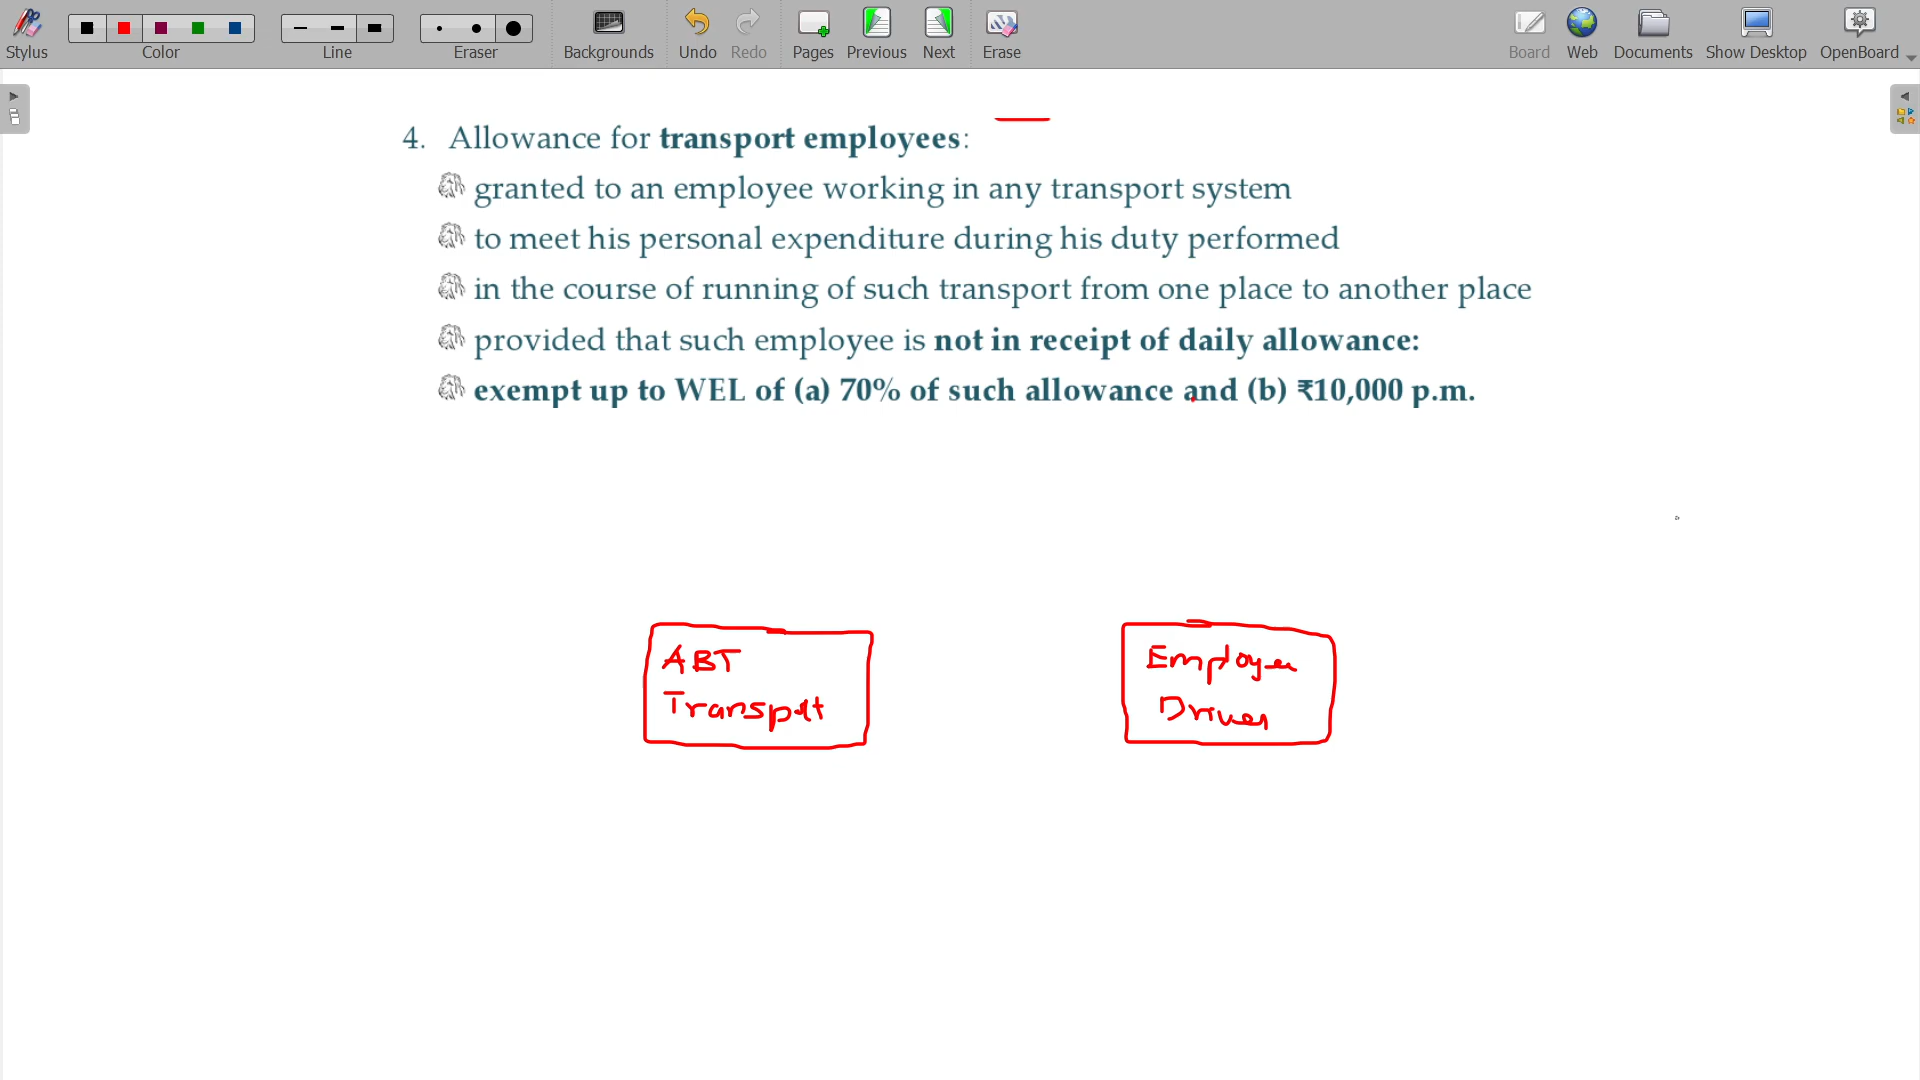 Stylus Color Line Eraser Backgrounds Undo Redo Pages Previous Next Erase Board Web Documents Show Desktop OpenBoard
4. Allowance for transport employees:
granted to an employee working in any transport system
to meet his personal expenditure during his duty performed
in the course of running of such transport from one place to another place
provided that such employee is not in receipt of daily allowance:
exempt up to WEL of (a) 70% of such allowance and (b) ₹10,000 p.m.
ABT
Transport
Employee
Driver